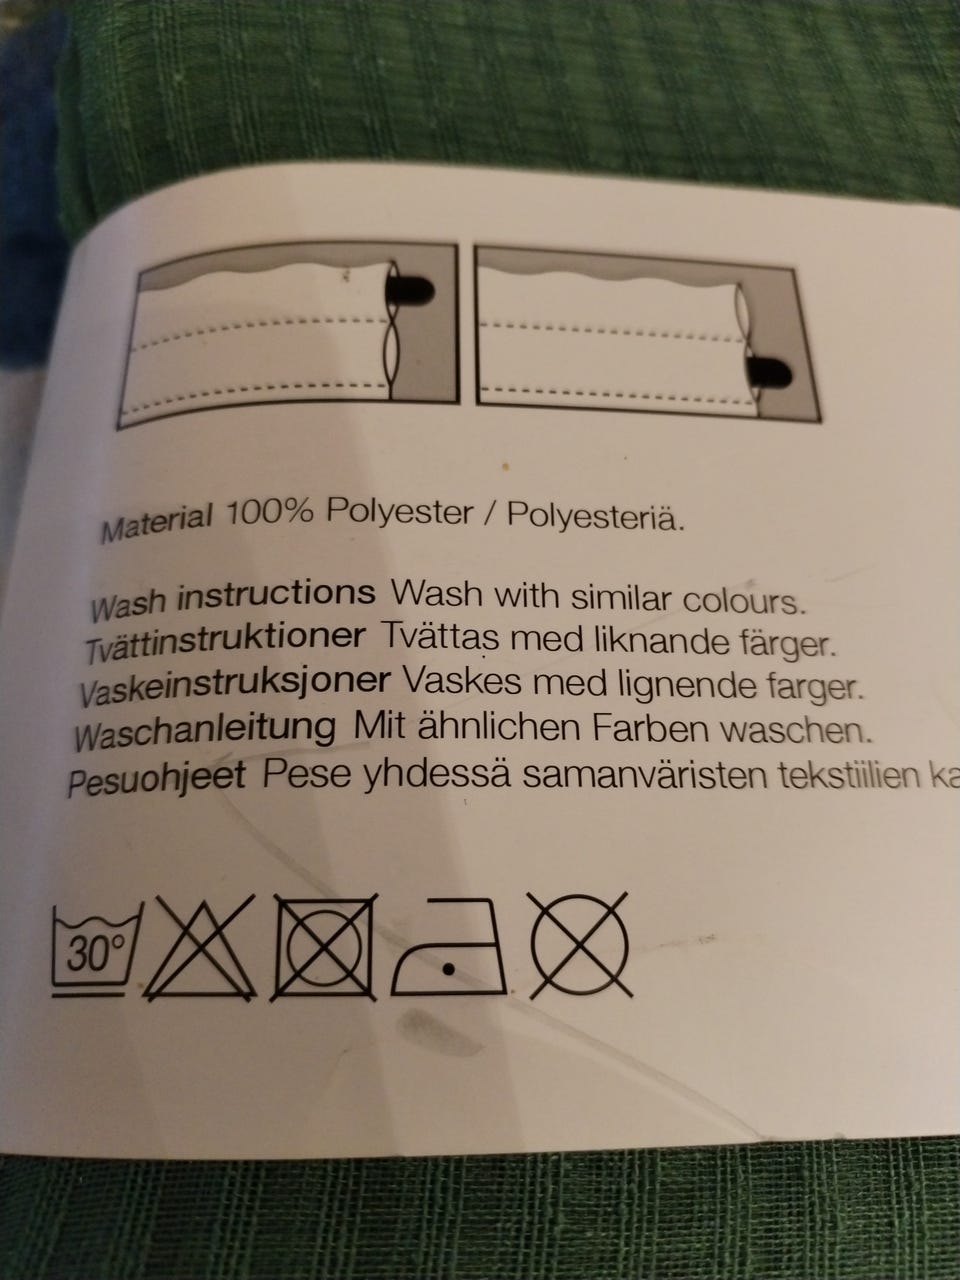 Material 100% Polyester / Polyesteriä.
Wash instructions Wash with similar colours.
Tvättinstruktioner Tvättas med liknande färger.
Vaskeinstruksjoner Vaskes med lignende farger.
Waschanleitung Mit ähnlichen Farben waschen.
Pesuohjeet Pese yhdessä samanväristen tekstiilien
30°